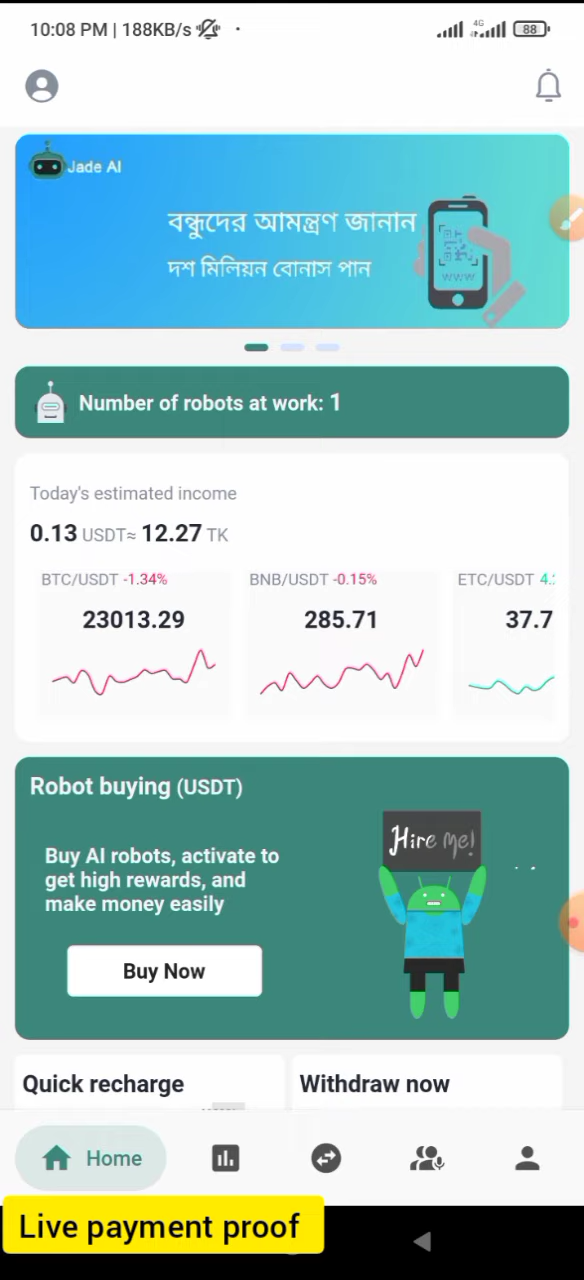 10:08 PM | 188KB/s
4G
88
Jade AI
বন্ধুদের আমন্ত্রণ জানান
দশ মিলিয়ন বোনাস পান
WWW
Number of robots at work: 1
Today's estimated income
0.13 USDT≈ 12.27 TK
BTC/USDT -1.34%
BNB/USDT -0.15%
ETC/USDT 4.
23013.29
285.71
37.7
Robot buying (USDT)
Hire me!
Buy AI robots, activate to
get high rewards, and
make money easily
Buy Now
Quick recharge
Withdraw now
Home
Live payment proof